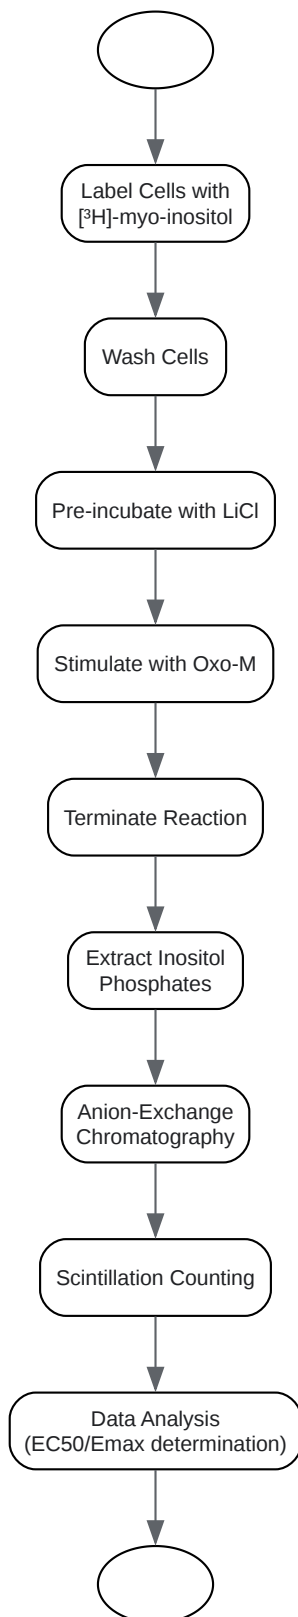 Label Cells with
[³H]-myo-inositol
Wash Cells
Pre-incubate with LiCl
Stimulate with Oxo-M
Terminate Reaction
Extract Inositol
Phosphates
Anion-Exchange
Chromatography
Scintillation Counting
Data Analysis
(EC50/Emax determination)